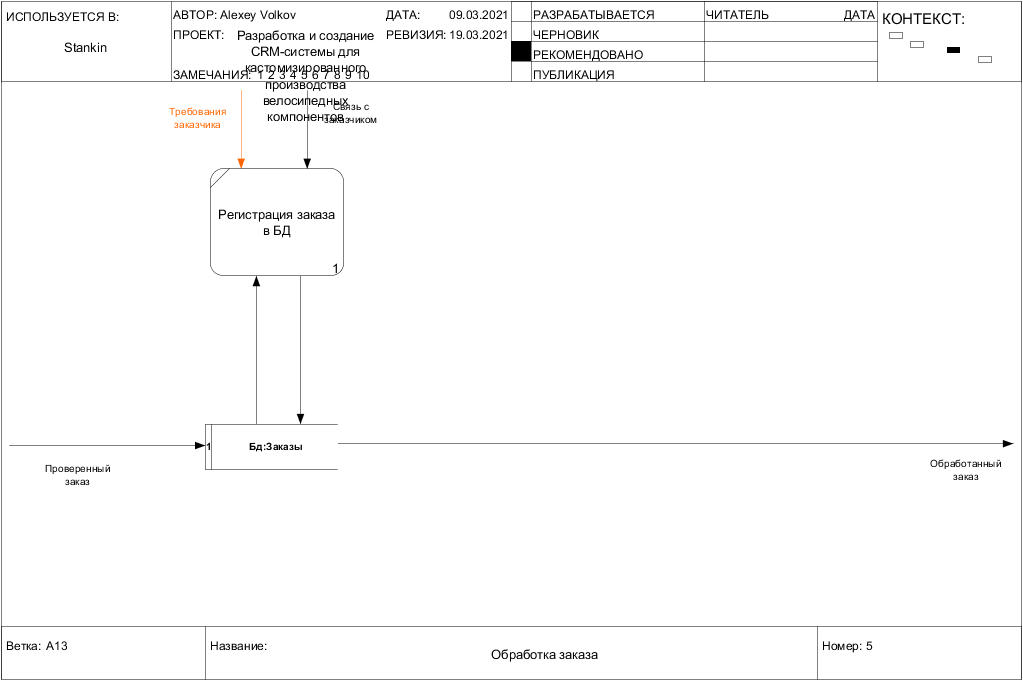 ИСПОЛЬЗУЕТСЯ В:
Stankin
АВТОР: Alexey Volkov
ДАТА: 09.03.2021
ПРОЕКТ: Разработка и создание
CRM-системы для
кастомизированного
производства
велосипедных
компонентов
РЕВИЗИЯ: 19.03.2021
ЗАМЕЧАНИЯ: 1 2 3 4 5 6 7 8 9 10
РАЗРАБАТЫВАЕТСЯ
ЧЕРНОВИК
РЕКОМЕНДОВАНО
ПУБЛИКАЦИЯ
ЧИТАТЕЛЬ ДАТА
КОНТЕКСТ:
Требования
заказчика
Связь с
заказчиком
Регистрация заказа
в БД
1
1 Бд:Заказы
Проверенный
заказ
Обработанный
заказ
Ветка: A13
Название:
Обработка заказа
Номер: 5